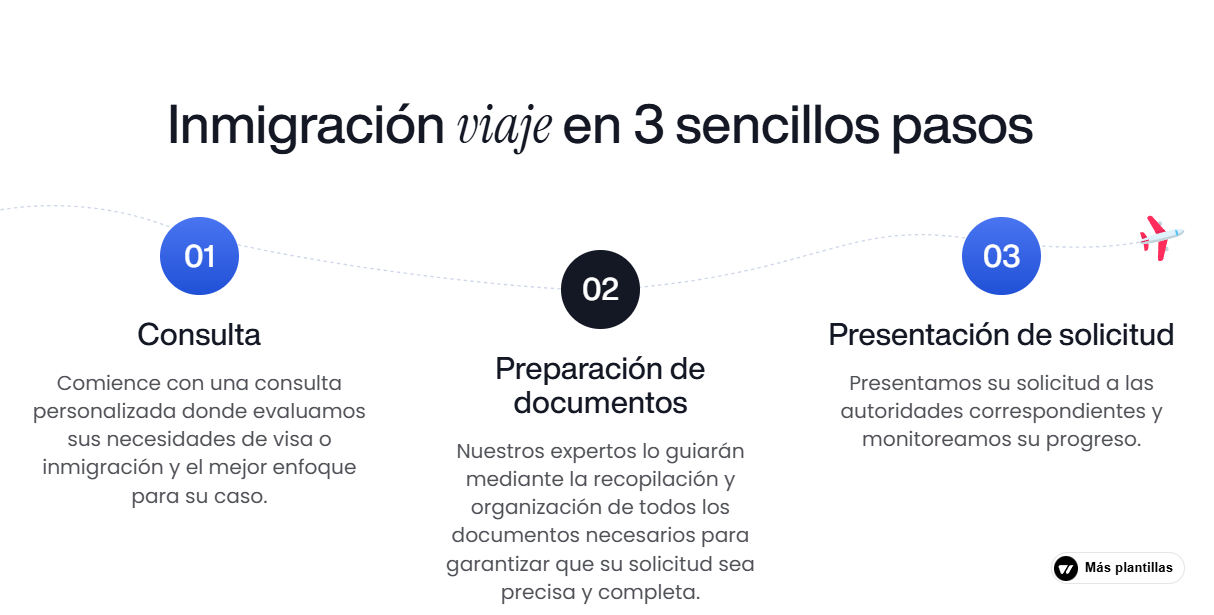 Inmigración viaje en 3 sencillos pasos
01
Consulta
Comience con una consulta
personalizada donde evaluamos
sus necesidades de visa o
inmigración y el mejor enfoque
para su caso.
02
Preparación de
documentos
Nuestros expertos lo guiarán
mediante la recopilación y
organización de todos los
documentos necesarios para
garantizar que su solicitud sea
precisa y completa.
03
Presentación de solicitud
Presentamos su solicitud a las
autoridades correspondientes y
monitoreamos su progreso.
Más plantillas